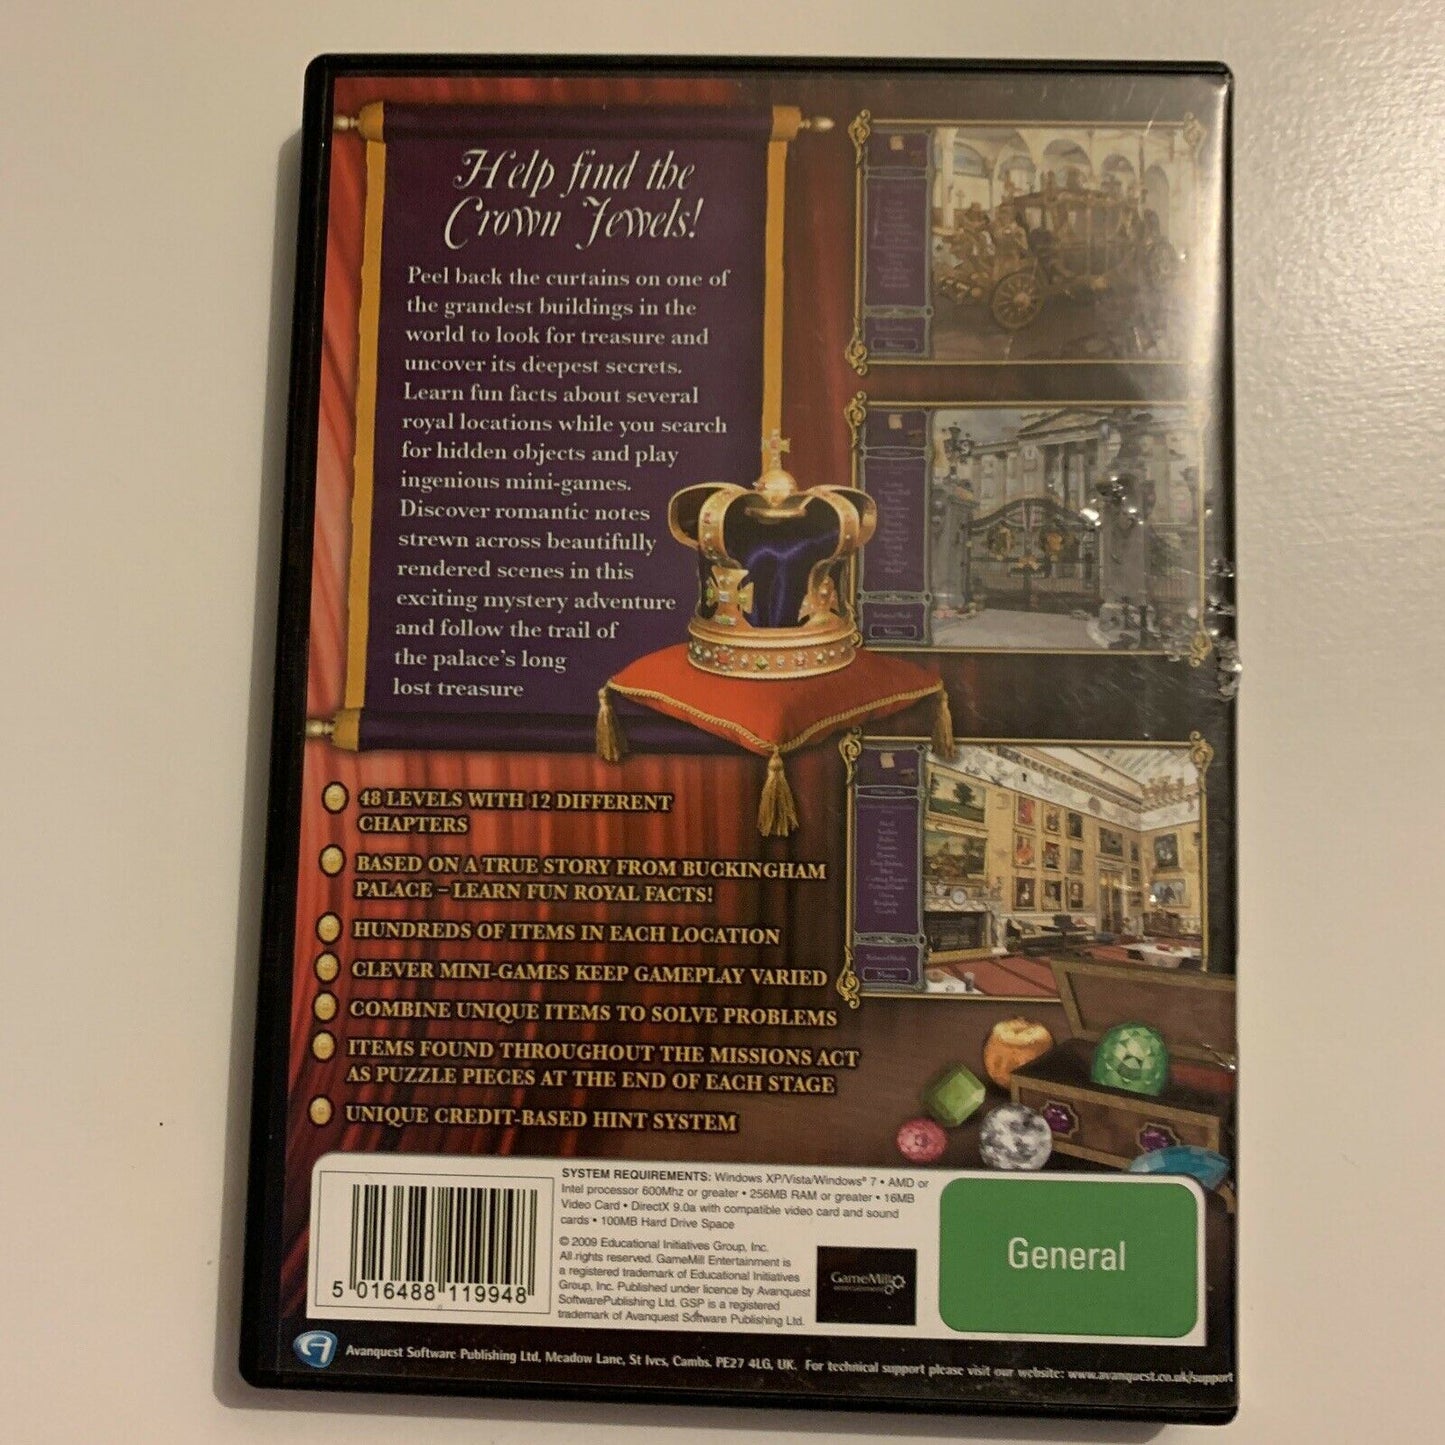 Help find the
Crown Jewels!
Peel back the curtains on one of
the grandest buildings in the
world to look for treasure and
uncover its deepest secrets.
Learn fun facts about several
royal locations while you search
for hidden objects and play
ingenious mini-games.
Discover romantic notes
strewn across beautifully
rendered scenes in this
exciting mystery adventure
and follow the trail of
the palace's long
lost treasure
48 LEVELS WITH 12 DIFFERENT
CHAPTERS
BASED ON A TRUE STORY FROM BUCKINGHAM
PALACE – LEARN FUN ROYAL FACTS!
HUNDREDS OF ITEMS IN EACH LOCATION
CLEVER MINI-GAMES KEEP GAMEPLAY VARIED
COMBINE UNIQUE ITEMS TO SOLVE PROBLEMS
ITEMS FOUND THROUGHOUT THE MISSIONS ACT
AS PUZZLE PIECES AT THE END OF EACH STAGE
UNIQUE CREDIT-BASED HINT SYSTEM
SYSTEM REQUIREMENTS: Windows XP/Vista/Windows® 7 • AMD or
Intel processor 600Mhz or greater • 256MB RAM or greater • 16MB
Video Card • DirectX 9.0a with compatible video card and sound
cards • 100MB Hard Drive Space
© 2009 Educational Initiatives Group, Inc.
All rights reserved. GameMill Entertainment is
a registered trademark of Educational Initiatives
Group, Inc. Published under licence by Avanquest
SoftwarePublishing Ltd. GSP is a registered
trademark of Avanquest Software Publishing Ltd.
5 016488 119948
GameMill
entertainment
General
Avanquest Software Publishing Ltd, Meadow Lane, St Ives, Cambs. PE27 4LG, UK. For technical support please visit our website: www.avanquest.co.uk/support